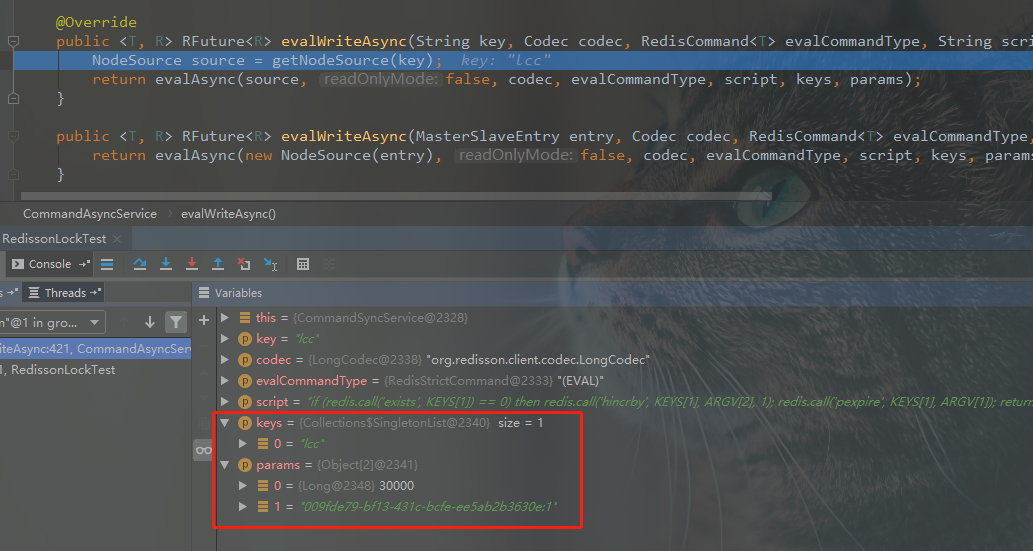 @Override
public <T, R> RFuture<R> evalWriteAsync(String key, Codec codec, RedisCommand<T> evalCommandType, String scri
NodeSource source = getNodeSource(key); key: "lcc"
return evalAsync(source, readOnlyMode: false, codec, evalCommandType, script, keys, params);
}
public <T, R> RFuture<R> evalWriteAsync(MasterSlaveEntry entry, Codec codec, RedisCommand<T> evalCommandType,
return evalAsync(new NodeSource(entry), readOnlyMode: false, codec, evalCommandType, script, keys, params
}
CommandAsyncService › evalWriteAsync()
RedissonLockTest ×
Console
s Threads
n"@1 in gro... Variables
this = {CommandSyncService@2328}
key = "lcc"
iteAsync:421, CommandAsyncServ
codec = {LongCodec@2338} "org.redisson.client.codec.LongCodec"
1, RedissonLockTest
evalCommandType = {RedisStrictCommand@2333} "(EVAL)"
script = "if (redis.call('exists', KEYS[1]) == 0) then redis.call('hincrby', KEYS[1], ARGV[2], 1); redis.call('pexpire', KEYS[1], ARGV[1]); return
keys = {Collections$SingletonList@2340} size = 1
0 = "lcc"
params = {Object[2]@2341}
0 = {Long@2348} 30000
1 = "009fde79-bf13-431c-bcfe-ee5ab2b3630e:1"